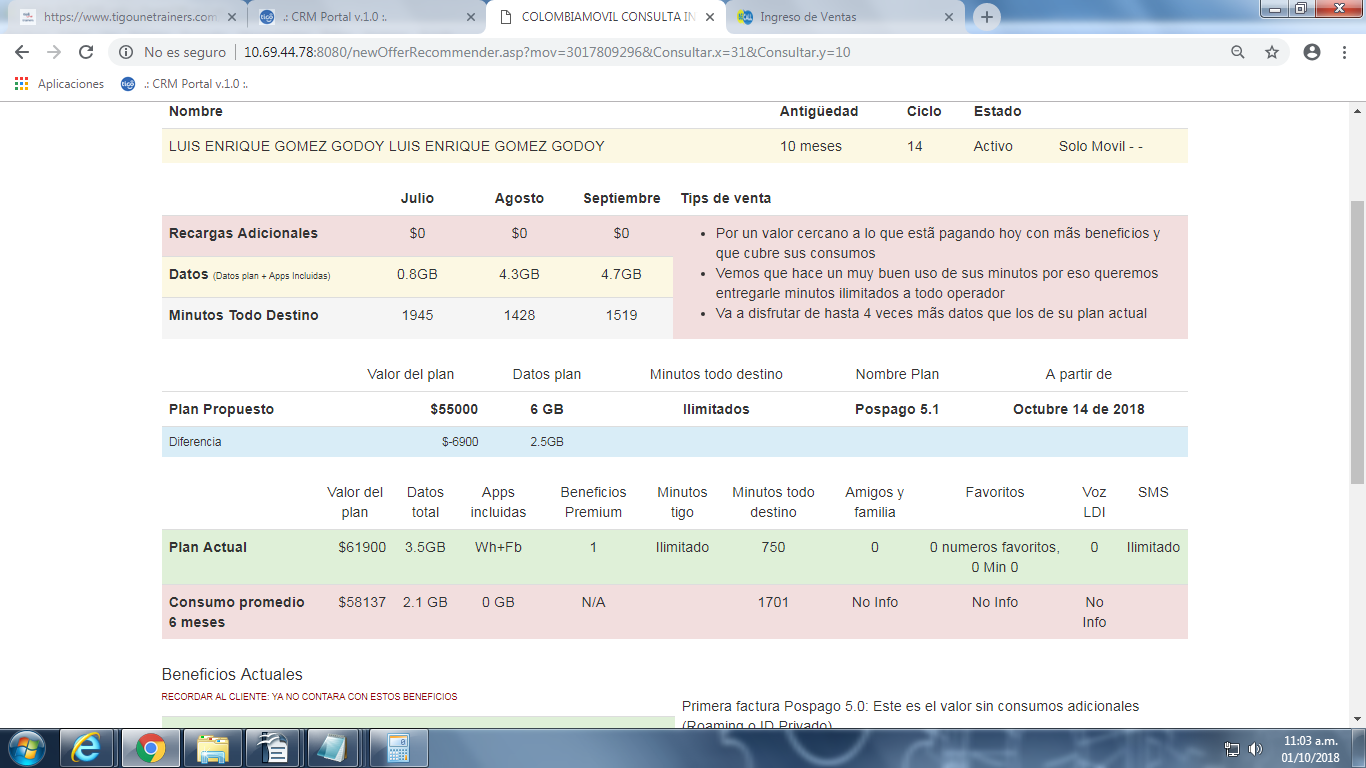 https://www.tigounetrainers.com
.: CRM Portal v.1.0 :.
COLOMBIAMOVIL CONSULTA IN
Ingreso de Ventas
No es seguro
10.69.44.78:8080/newOfferRecommender.asp?mov=3017809296&Consultar.x=31&Consultar.y=10
Aplicaciones
.: CRM Portal v.1.0 :.
Nombre Antigüedad Ciclo Estado
LUIS ENRIQUE GOMEZ GODOY LUIS ENRIQUE GOMEZ GODOY 10 meses 14 Activo Solo Movil - -
Julio Agosto Septiembre Tips de venta
Recargas Adicionales $0 $0 $0
Datos (Datos plan + Apps Incluidas) 0.8GB 4.3GB 4.7GB
Minutos Todo Destino 1945 1428 1519
• Por un valor cercano a lo que estã pagando hoy con mãs beneficios y
que cubre sus consumos
• Vemos que hace un muy buen uso de sus minutos por eso queremos
entregarle minutos ilimitados a todo operador
• Va a disfrutar de hasta 4 veces mãs datos que los de su plan actual
Valor del plan Datos plan Minutos todo destino Nombre Plan A partir de
Plan Propuesto $55000 6 GB Ilimitados Pospago 5.1 Octubre 14 de 2018
Diferencia $-6900 2.5GB
Valor del Datos Apps Beneficios Minutos Minutos todo Amigos y Favoritos Voz SMS
plan total incluidas Premium tigo destino familia LDI
Plan Actual $61900 3.5GB Wh+Fb 1 Ilimitado 750 0 0 numeros favoritos, 0 Ilimitado
0 Min 0
Consumo promedio $58137 2.1 GB 0 GB N/A 1701 No Info No Info No
6 meses Info
Beneficios Actuales
RECORDAR AL CLIENTE: YA NO CONTARA CON ESTOS BENEFICIOS
Primera factura Pospago 5.0: Este es el valor sin consumos adicionales
(Roaming o ID Privado)
11:03 a.m.
01/10/2018